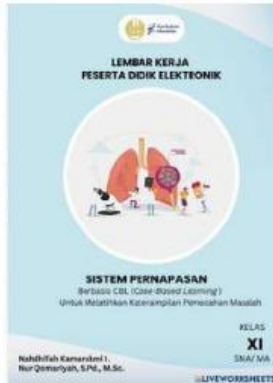 LEMBAR KERJA
PESERTA DIDIK ELEKTRONIK
SISTEM PERNAPASAN
Berbasis CBL (Case Based Learning)
Untuk Melatihkan Keterampilan Pemecahan Masalah
KELAS
XI
SMA/ MA
Nahdhifah Kamandani I.
Nur Qomariyah, S.Pd., M.Sc.
LIVEWORKSHEETS